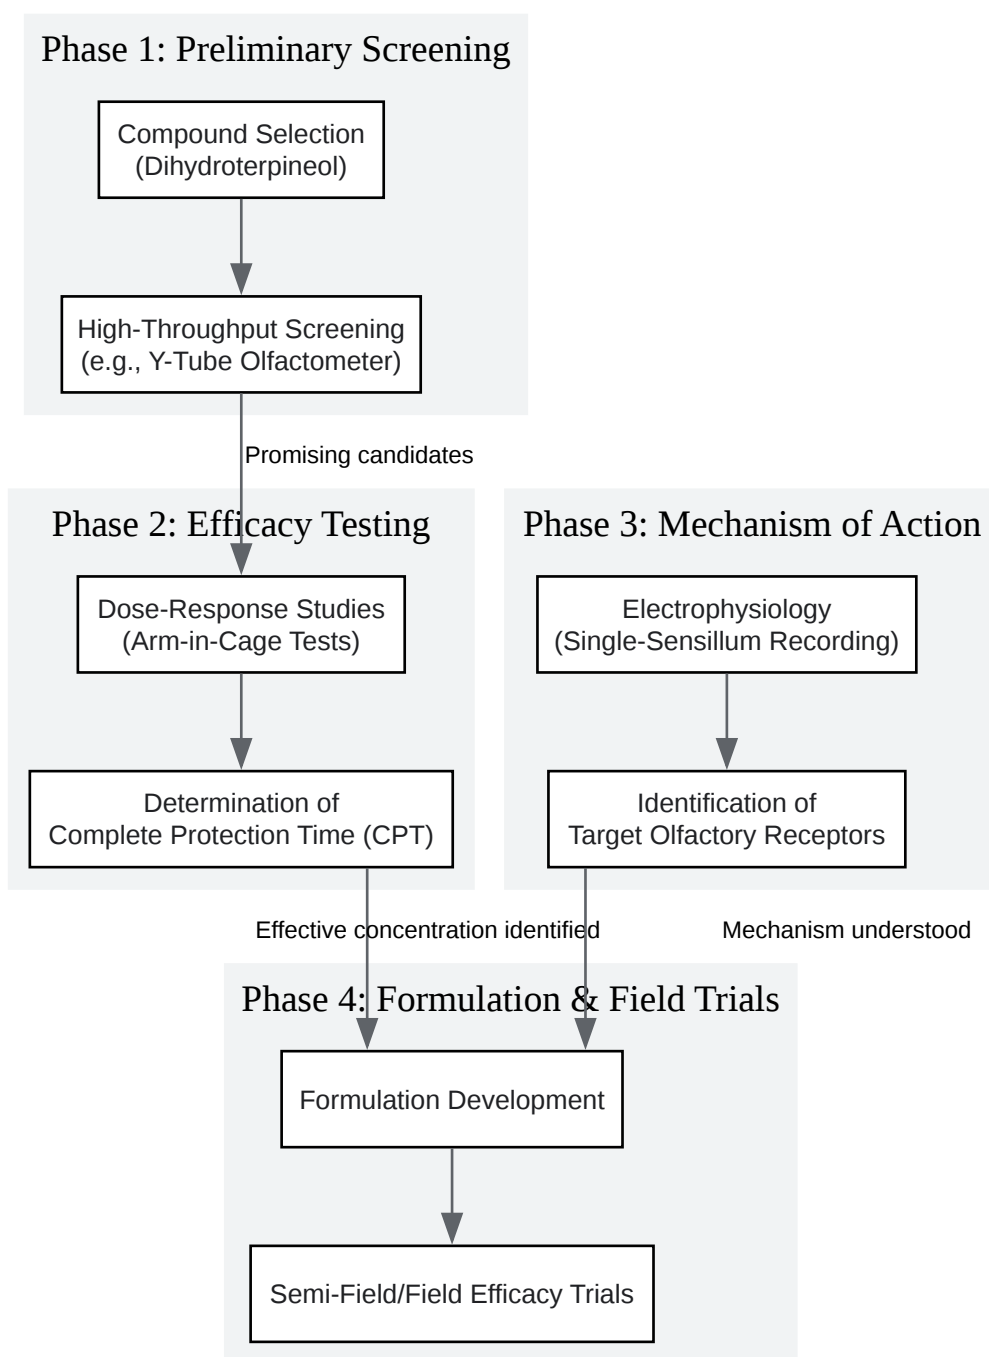 Phase 1: Preliminary Screening
Compound Selection
(Dihydroterpineol)
High-Throughput Screening
(e.g., Y-Tube Olfactometer)
Promising candidates
Phase 2: Efficacy Testing
Dose-Response Studies
(Arm-in-Cage Tests)
Determination of
Complete Protection Time (CPT)
Phase 3: Mechanism of Action
Electrophysiology
(Single-Sensillum Recording)
Identification of
Target Olfactory Receptors
Effective concentration identified
Mechanism understood
Phase 4: Formulation & Field Trials
Formulation Development
Semi-Field/Field Efficacy Trials